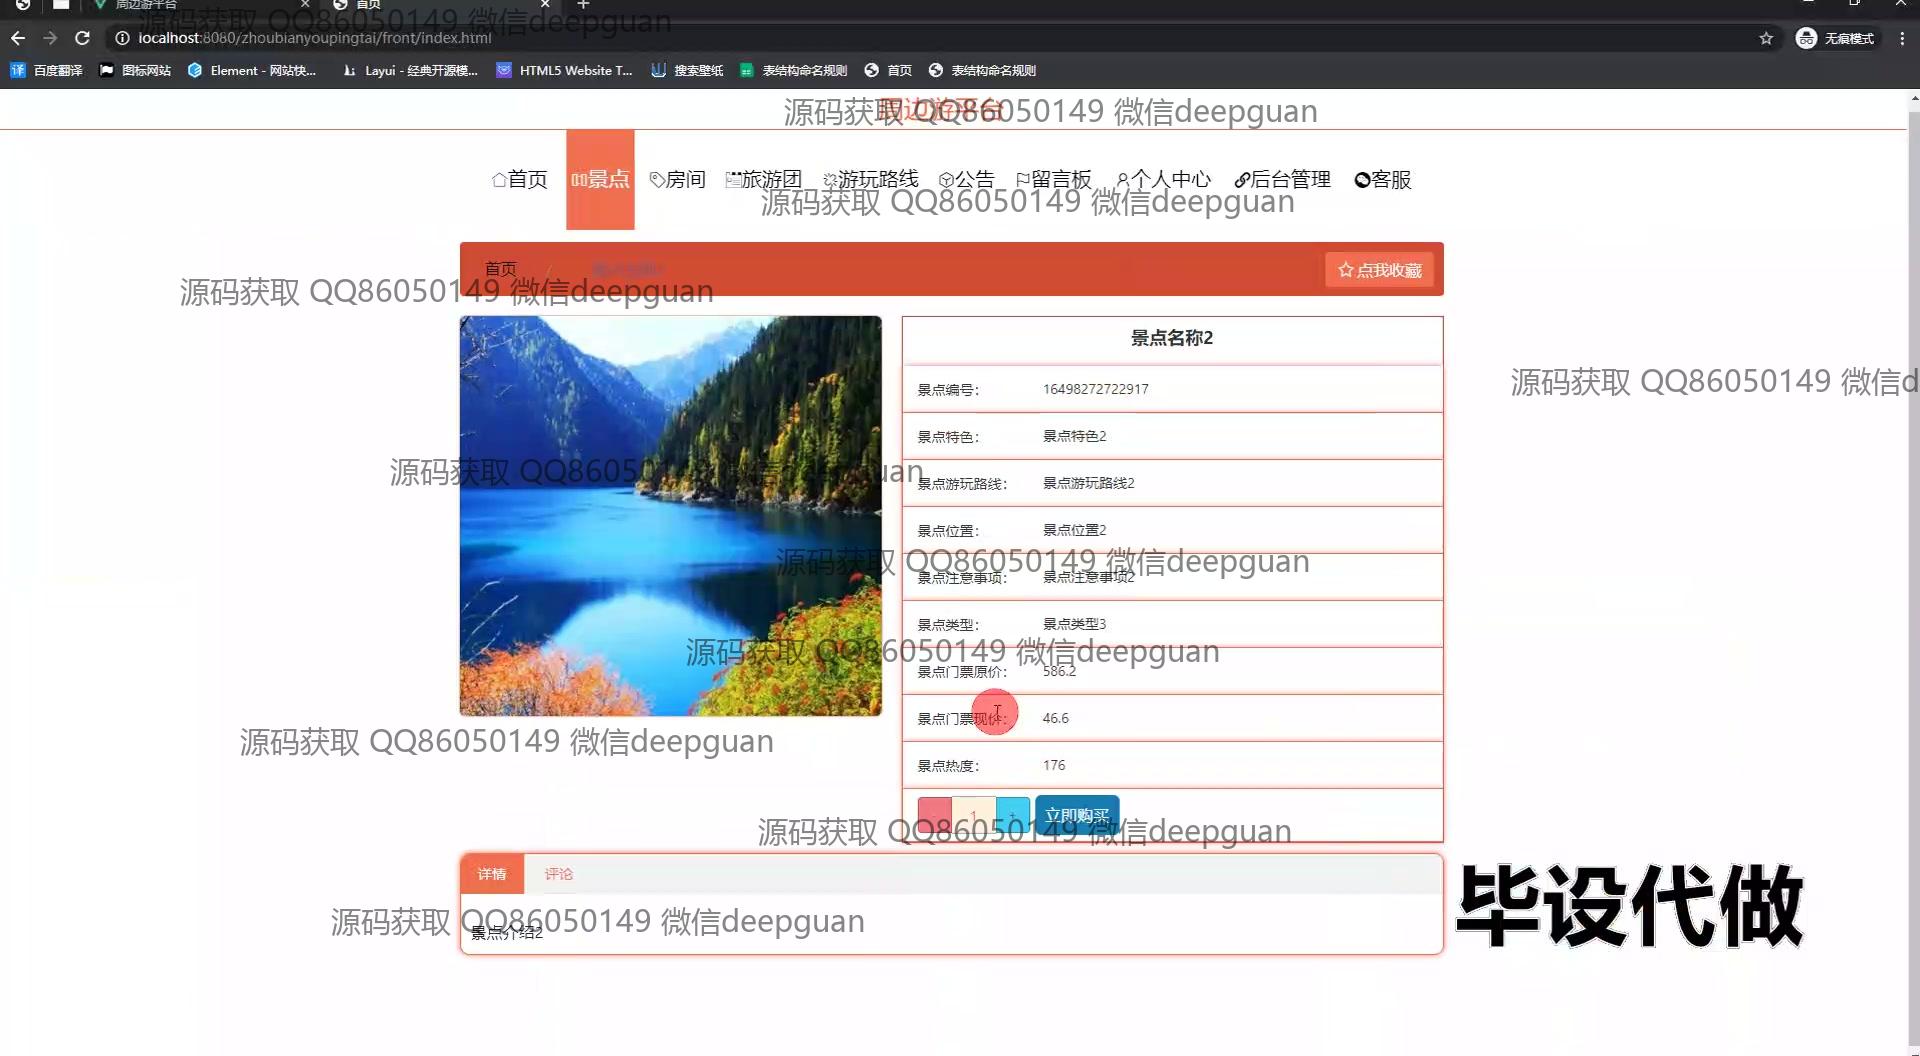 周边游平台
首页
localhost:8080/zhoubianyoupingtai/front/index.html
无痕模式
百度翻译 图标网站 Element - 网站快... Layui - 经典开源模... HTML5 Website T... 搜索壁纸 表结构命名规则 首页 表结构命名规则
源码获取 QQ86050149 微信deepguan
周边游平台
源码获取 QQ86050149 微信deepguan
首页 景点 房间 旅游团 游玩路线 公告 留言板 个人中心 后台管理 客服
源码获取 QQ86050149 微信deepguan
首页 / 点我收藏
源码获取 QQ86050149 微信deepguan
景点名称2
源码获取 QQ86050149 微信d
景点编号: 16498272722917
景点特色: 景点特色2
源码获取 QQ86050149 微信deepguan
景点游玩路线: 景点游玩路线2
景点位置: 景点位置2
源码获取 QQ86050149 微信deepguan
景点注意事项: 景点注意事项2
景点类型: 景点类型3
源码获取 QQ86050149 微信deepguan
景点门票原价: 586.2
景点门票现价: 46.6
源码获取 QQ86050149 微信deepguan
景点热度: 176
- 1 + 立即购买
源码获取 QQ86050149 微信deepguan
详情 评论
源码获取 QQ86050149 微信deepguan
景点介绍2
毕设代做